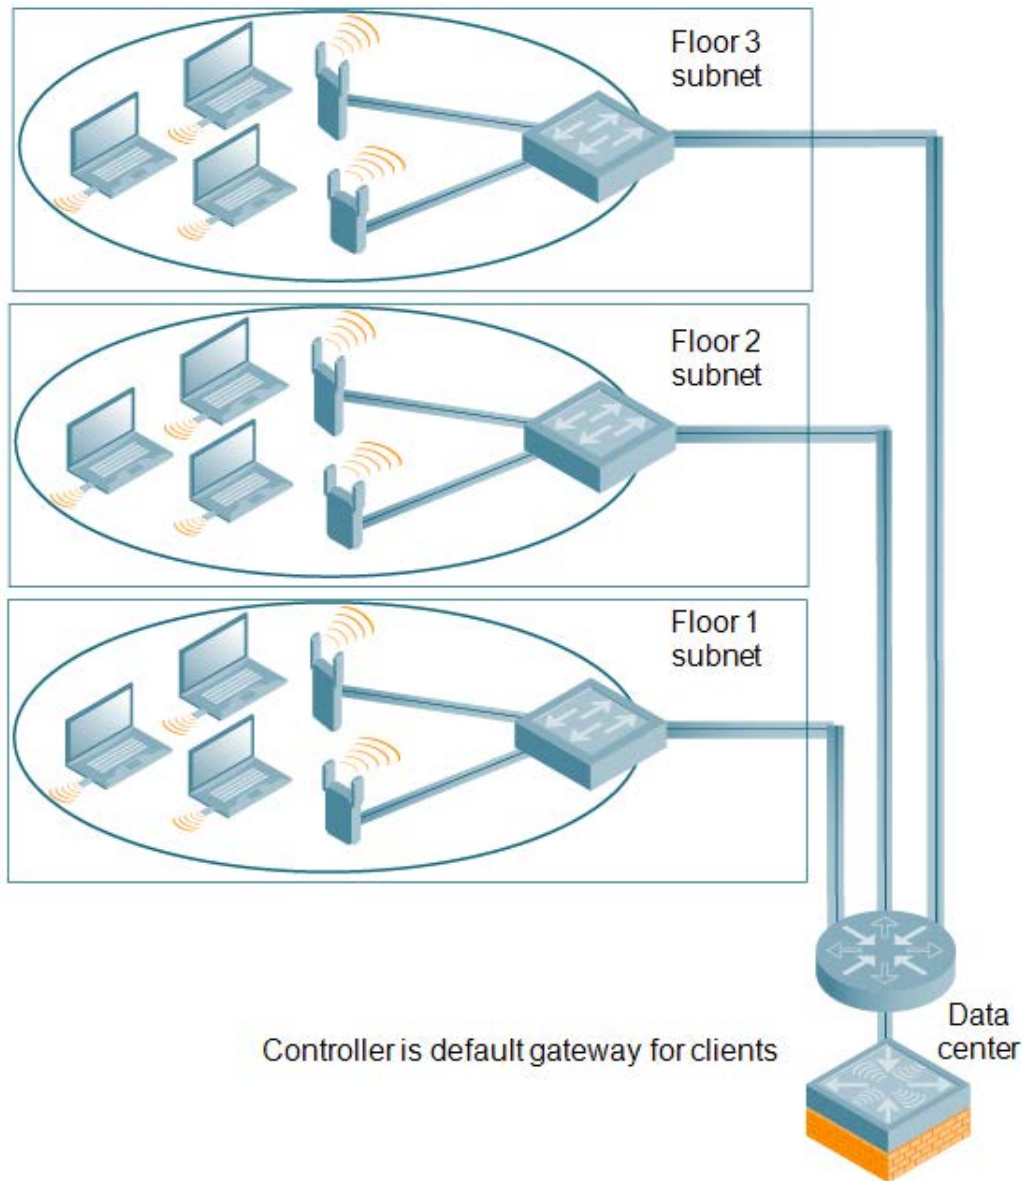 Floor 3
subnet
Floor 2
subnet
Floor 1
subnet
Data
center
Controller is default gateway for clients